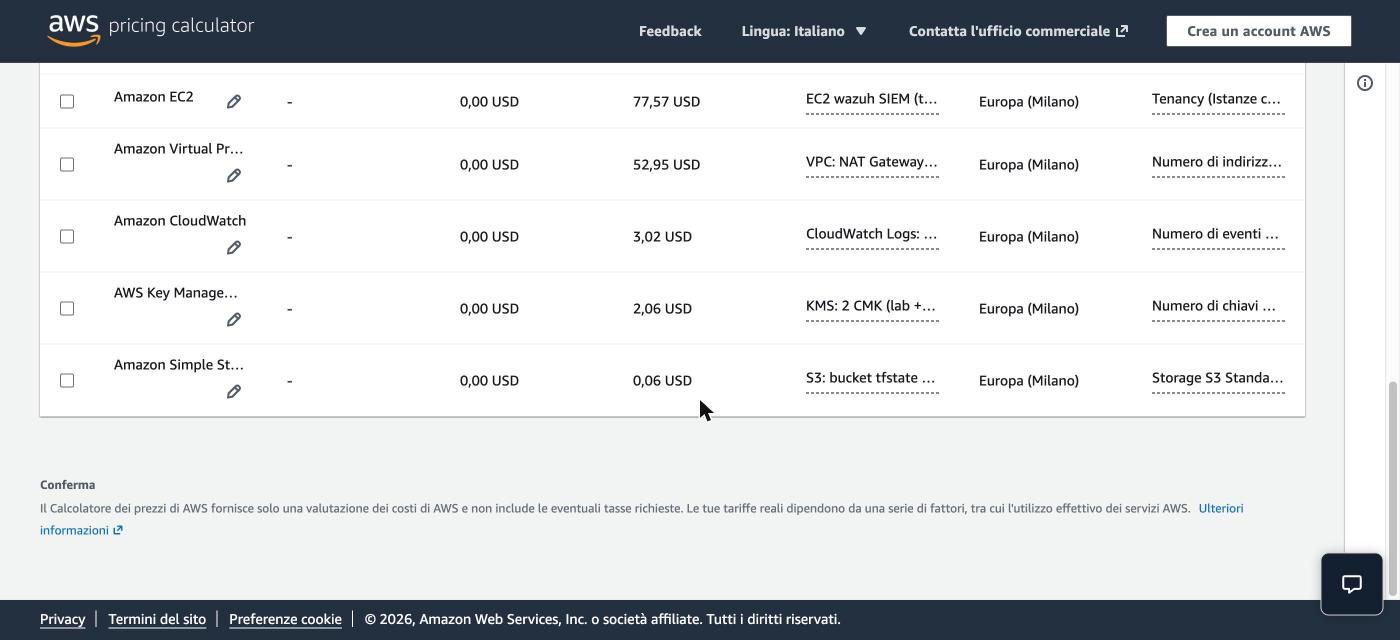 aws pricing calculator
Feedback
Lingua: Italiano
Contatta l'ufficio commerciale
Crea un account AWS
Amazon EC2 - 0,00 USD 77,57 USD EC2 wazuh SIEM (t... Europa (Milano) Tenancy (Istanze c...
Amazon Virtual Pr... - 0,00 USD 52,95 USD VPC: NAT Gateway... Europa (Milano) Numero di indirizz...
Amazon CloudWatch - 0,00 USD 3,02 USD CloudWatch Logs: ... Europa (Milano) Numero di eventi ...
AWS Key Manage... - 0,00 USD 2,06 USD KMS: 2 CMK (lab +... Europa (Milano) Numero di chiavi ...
Amazon Simple St... - 0,00 USD 0,06 USD S3: bucket tfstate ... Europa (Milano) Storage S3 Standa...
Conferma
Il Calcolatore dei prezzi di AWS fornisce solo una valutazione dei costi di AWS e non include le eventuali tasse richieste. Le tue tariffe reali dipendono da una serie di fattori, tra cui l'utilizzo effettivo dei servizi AWS. Ulteriori
informazioni
Privacy | Termini del sito | Preferenze cookie | © 2026, Amazon Web Services, Inc. o società affiliate. Tutti i diritti riservati.